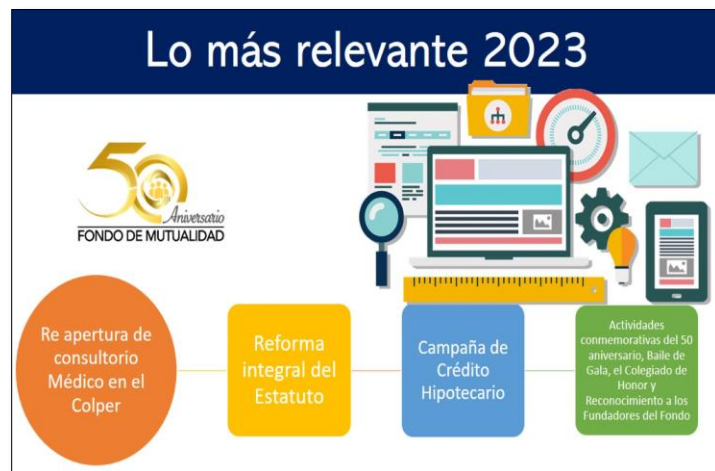 Lo más relevante 2023
50
Aniversario
FONDO DE MUTUALIDAD
Re apertura de
consultorio
Médico en el
Colper
Reforma
integral del
Estatuto
Campaña de
Crédito
Hipotecario
Actividades
conmemorativas del 50
aniversario, Baile de
Gala, el Colegiado de
Honor y
Reconocimiento a los
Fundadores del Fondo